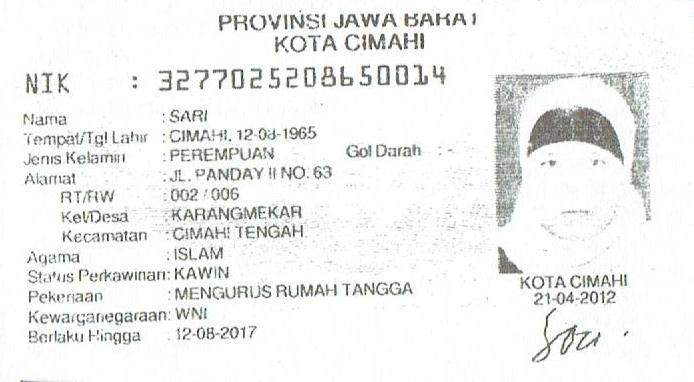 PROVINSI JAWA BARAT
KOTA CIMAHI
NIK : 3277025208650014
Nama : SARI
Tempat/Tgl Lahir : CIMAHI, 12-08-1965
Jenis Kelamin : PEREMPUAN Gol Darah : -
Alamat : JL. PANDAY II NO. 63
RT/RW : 002 / 006
Kel/Desa : KARANGMEKAR
Kecamatan : CIMAHI TENGAH
Agama : ISLAM
Status Perkawinan: KAWIN
Pekerjaan : MENGURUS RUMAH TANGGA
Kewarganegaraan: WNI
Berlaku Hingga : 12-08-2017
KOTA CIMAHI
21-04-2012